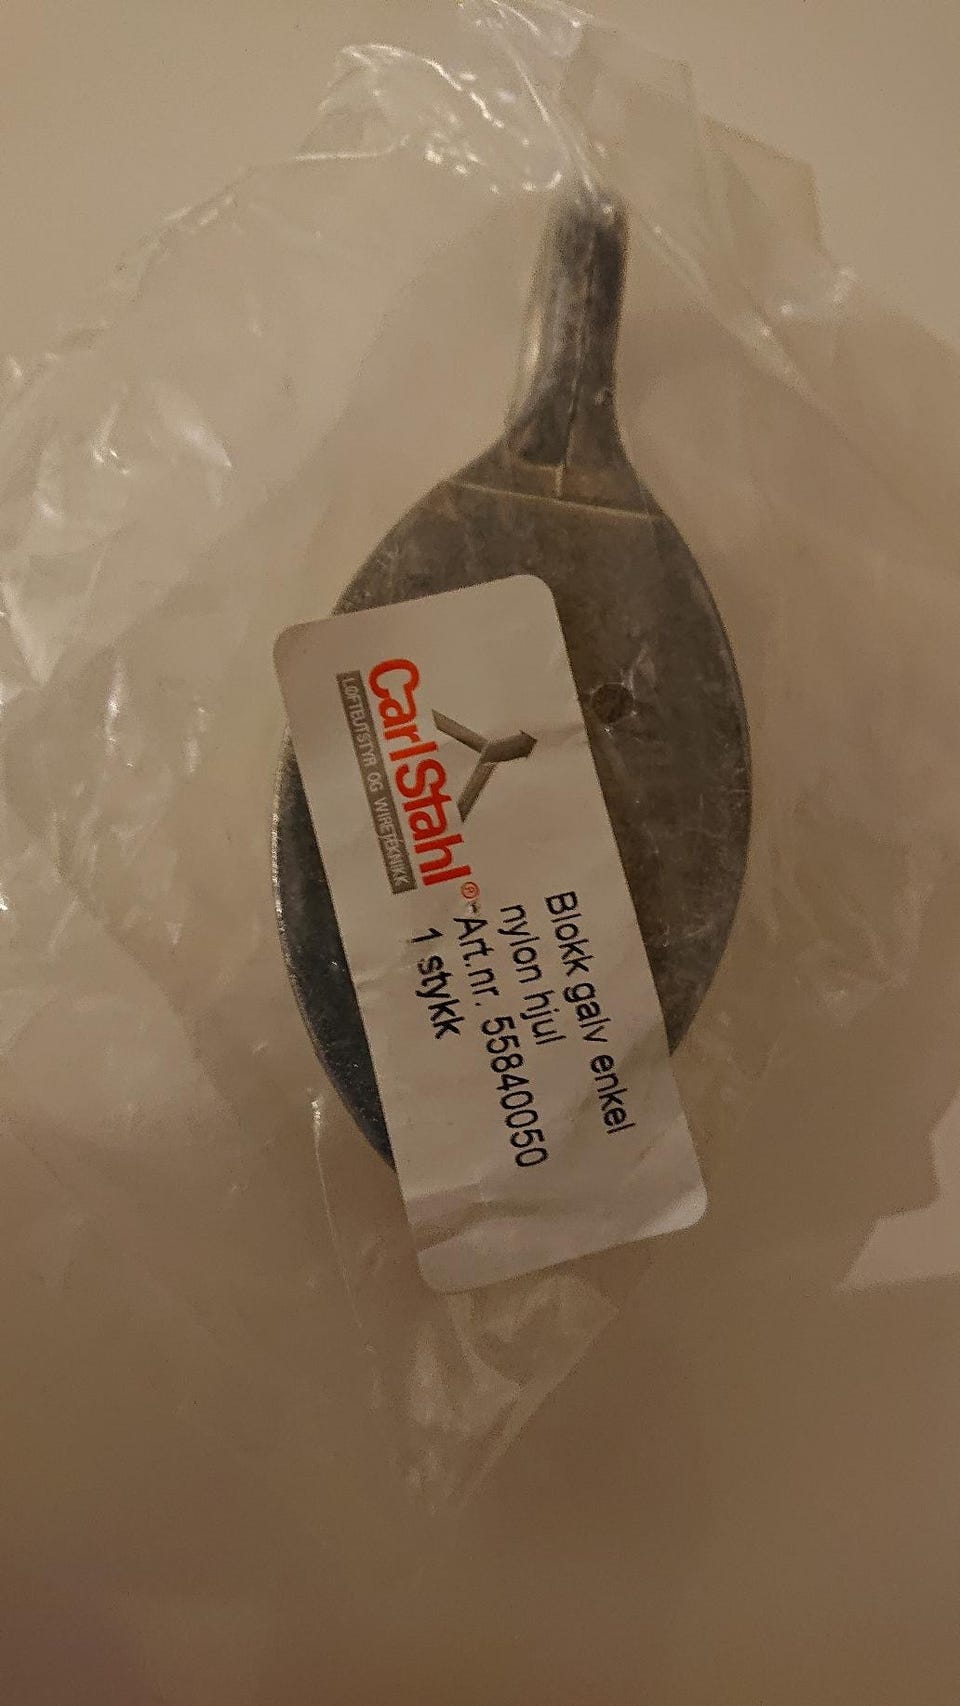 CarlStahl®
LØFTEUTSTYR OG WIRETEKNIKK
Blokk galv enkel
nylon hjul
Art.nr. 55840050
1 stykk